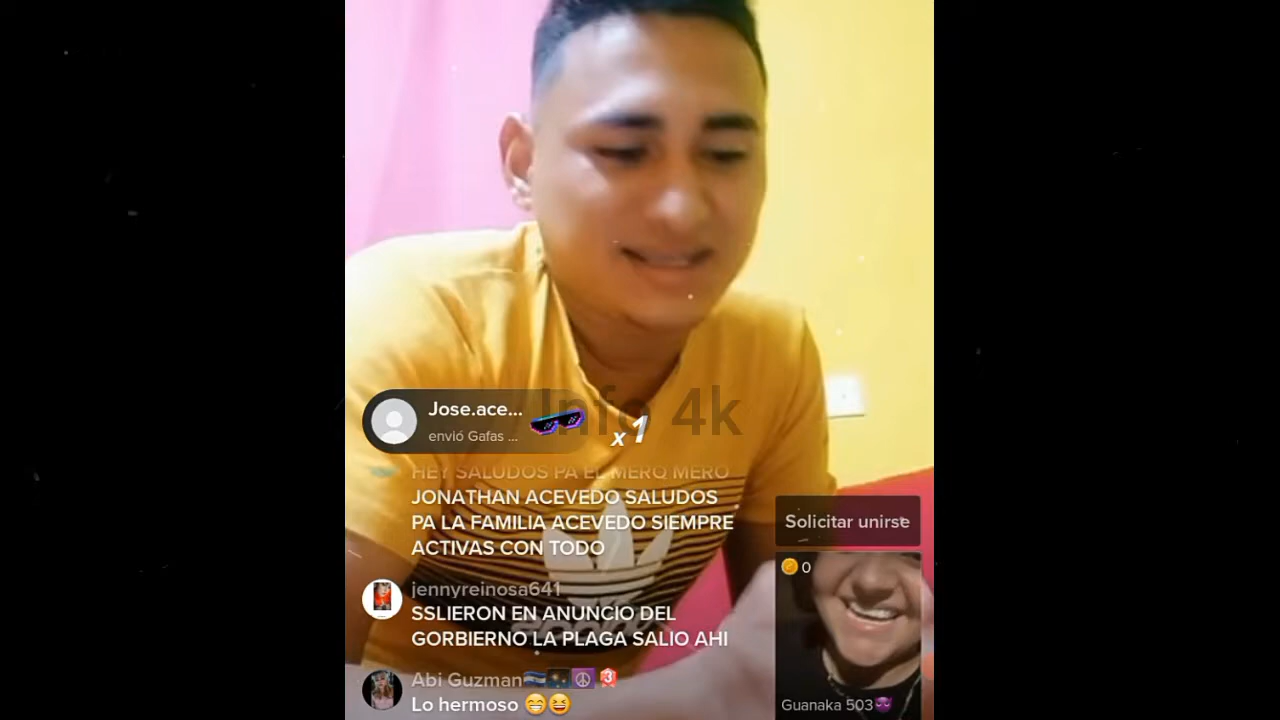 Jose.ace...
envió Gafas ...
x1
Info 4k
HEY SALUDOS PA EL MERO MERO
JONATHAN ACEVEDO SALUDOS
PA LA FAMILIA ACEVEDO SIEMPRE
ACTIVAS CON TODO
Solicitar unirse
0
jennyreinosa641
SSLIERON EN ANUNCIO DEL
GORBIERNO LA PLAGA SALIO AHI
adidas
Abi Guzman 3
Lo hermoso 😁😆
Guanaka 503😈